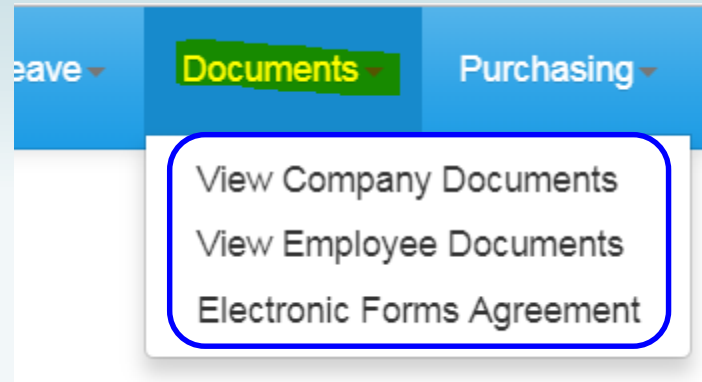 eave Documents Purchasing
View Company Documents
View Employee Documents
Electronic Forms Agreement